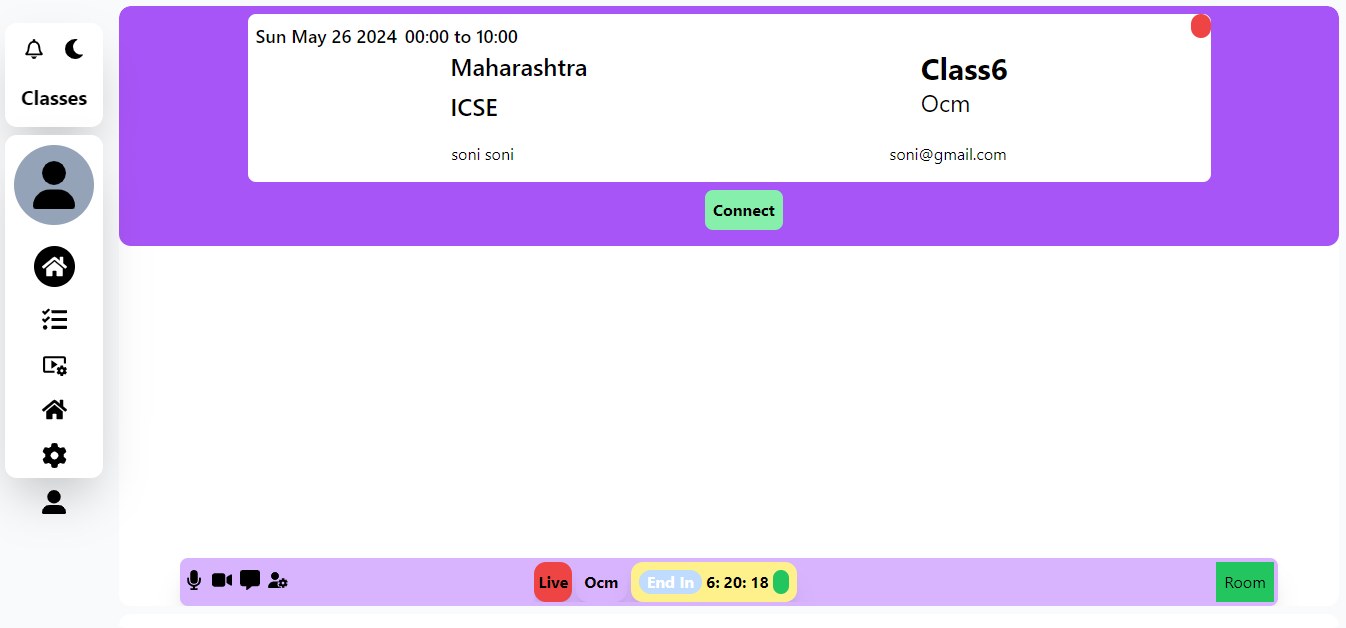 Classes
Sun May 26 2024 00:00 to 10:00
Maharashtra
Class6
ICSE
Ocm
soni soni
soni@gmail.com
Connect
Live Ocm End In 6: 20: 18 Room